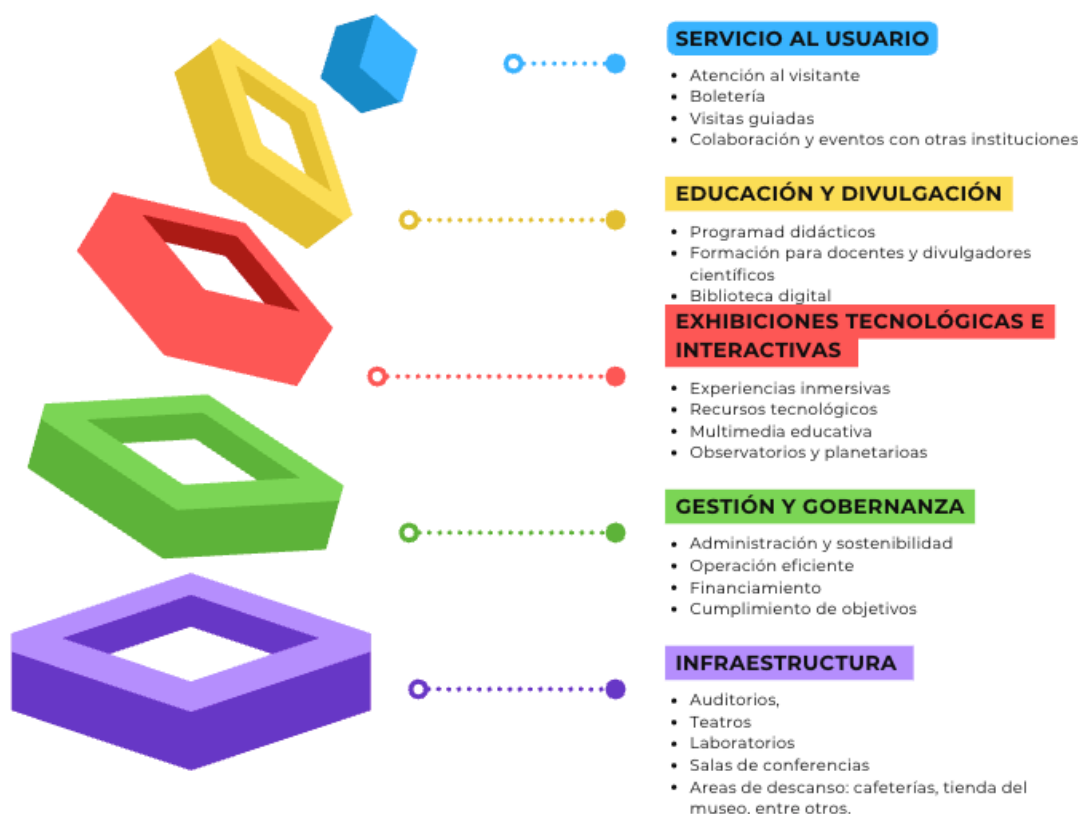 SERVICIO AL USUARIO
• Atención al visitante
• Boletería
• Visitas guiadas
• Colaboración y eventos con otras instituciones
EDUCACIÓN Y DIVULGACIÓN
• Programad didácticos
• Formación para docentes y divulgadores
científicos
• Biblioteca digital
EXHIBICIONES TECNOLÓGICAS E
INTERACTIVAS
• Experiencias inmersivas
• Recursos tecnológicos
• Multimedia educativa
• Observatorios y planetarioas
GESTIÓN Y GOBERNANZA
• Administración y sostenibilidad
• Operación eficiente
• Financiamiento
• Cumplimiento de objetivos
INFRAESTRUCTURA
• Auditorios,
• Teatros
• Laboratorios
• Salas de conferencias
• Areas de descanso: cafeterías, tienda del
museo, entre otros.